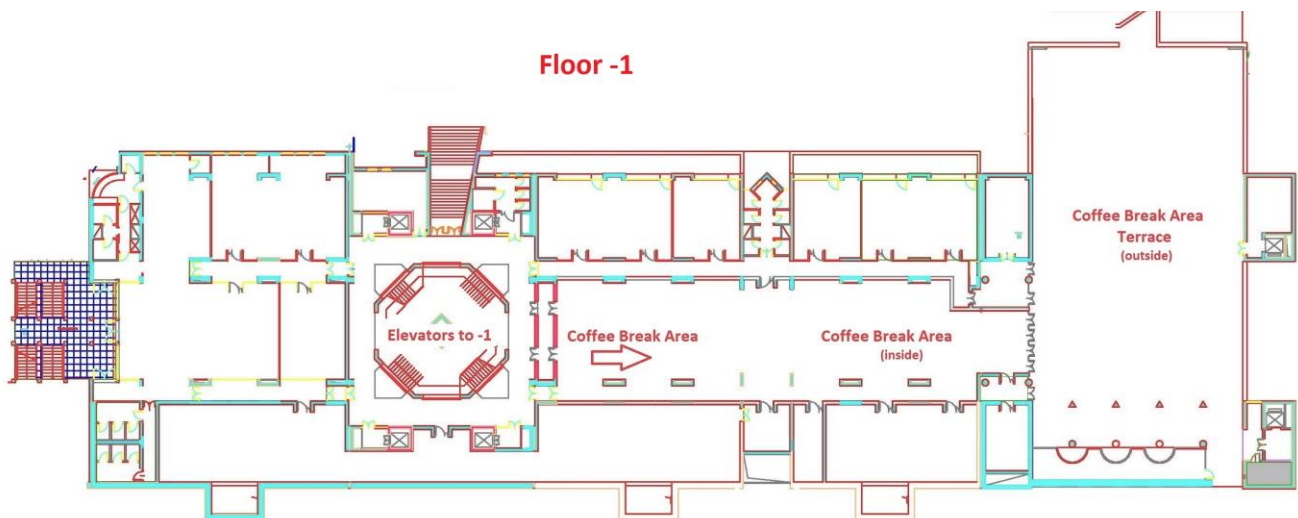 Floor -1
Coffee Break Area
Terrace
(outside)
Elevators to -1
Coffee Break Area
Coffee Break Area
(inside)